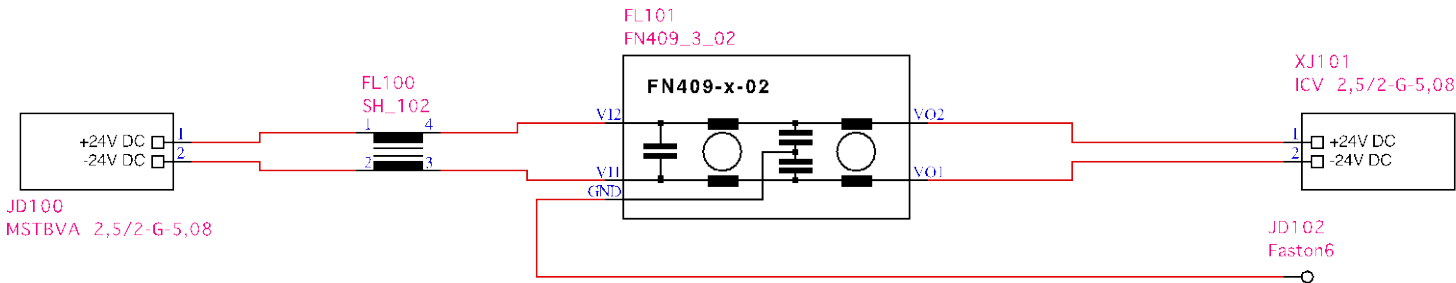 FL101
FN409_3_02
XJ101
ICV 2,5/2-G-5,08
FL100
SH_102
FN409-x-02
VI2
VO2
1
4
+24V DC
1
-24V DC
2
2
3
VI1
VO1
GND
1
+24V DC
2
-24V DC
JD100
MSTBVA 2,5/2-G-5,08
JD102
Faston6